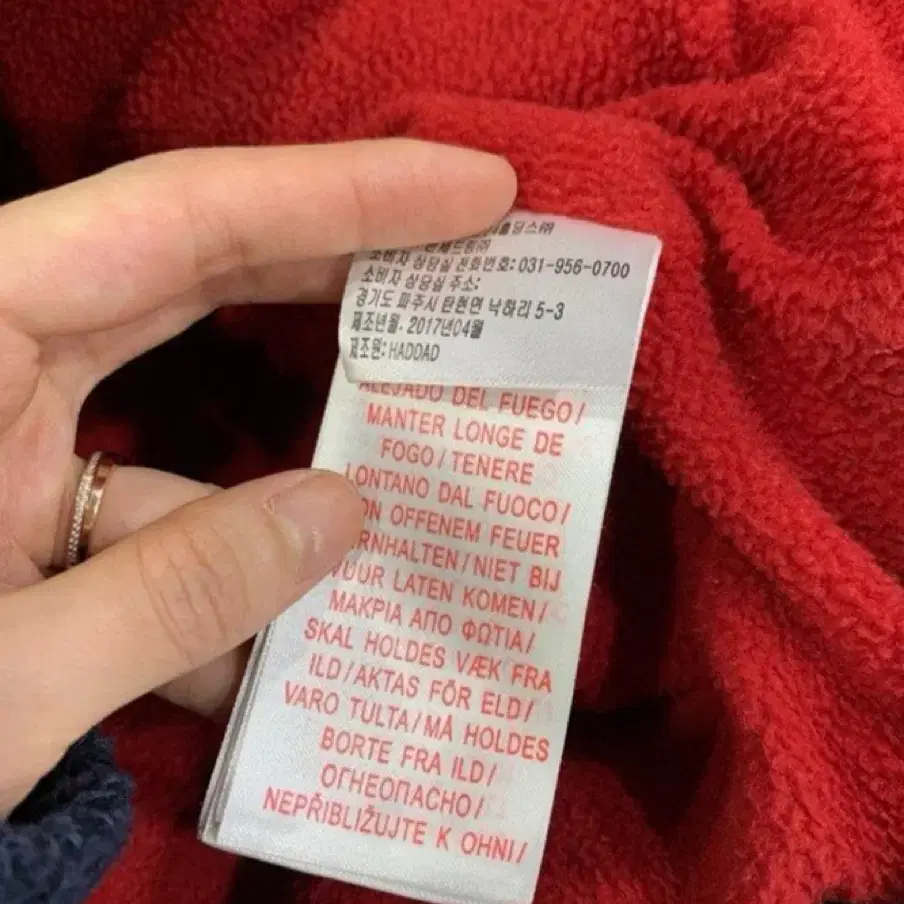 소비자 상담실 전화번호: 031-956-0700
소비자 상담실 주소:
경기도 파주시 탄현면 낙하리 5-3
제조년월. 2017년04월
제조원: HADDAD
ALEJADO DEL FUEGO/
MANTER LONGE DE
FOGO/TENERE
LONTANO DAL FUOCO/
OFFENEM FEUER
/NIET BIJ
VUUR LATEN KOMEN/
ΜΑΚΡΙΑ ΑΠΟ ΦΩΤΙΑ/
SKAL HOLDES VÆK FRA
ILD/AKTAS FÖR ELD/
VARO TULTA/MÅ HOLDES
BORTE FRA ILD/
ОГНЕОПАСНО/
NEPŘIBLIŽUJTE K OHNI/